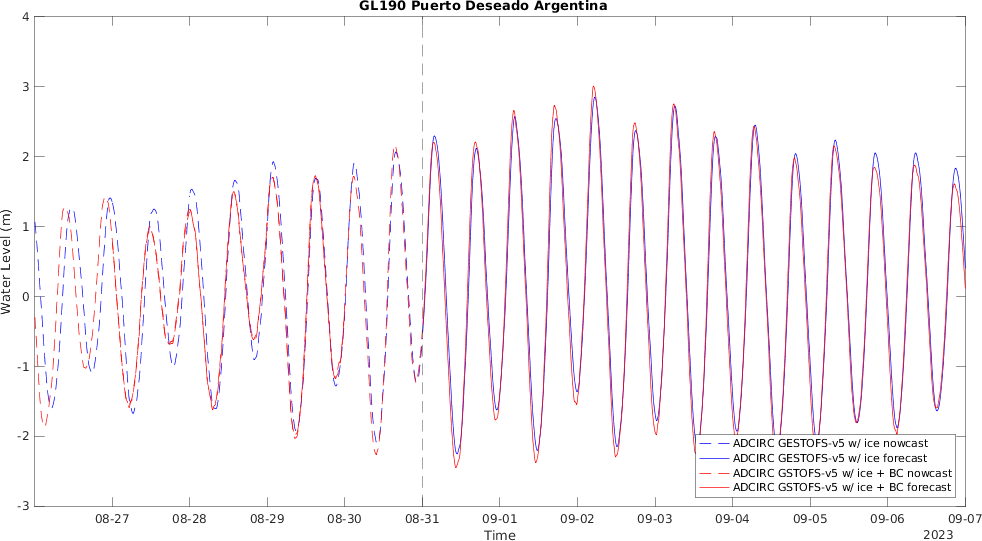 GL190 Puerto Deseado Argentina
4
3
2
1
0
-1
-2
-3
Water Level (m)
ADCIRC GESTOFS-v5 w/ ice nowcast
ADCIRC GESTOFS-v5 w/ ice forecast
ADCIRC GSTOFS-v5 w/ ice + BC nowcast
ADCIRC GSTOFS-v5 w/ ice + BC forecast
08-27 08-28 08-29 08-30 08-31 09-01 09-02 09-03 09-04 09-05 09-06 09-07
Time
2023